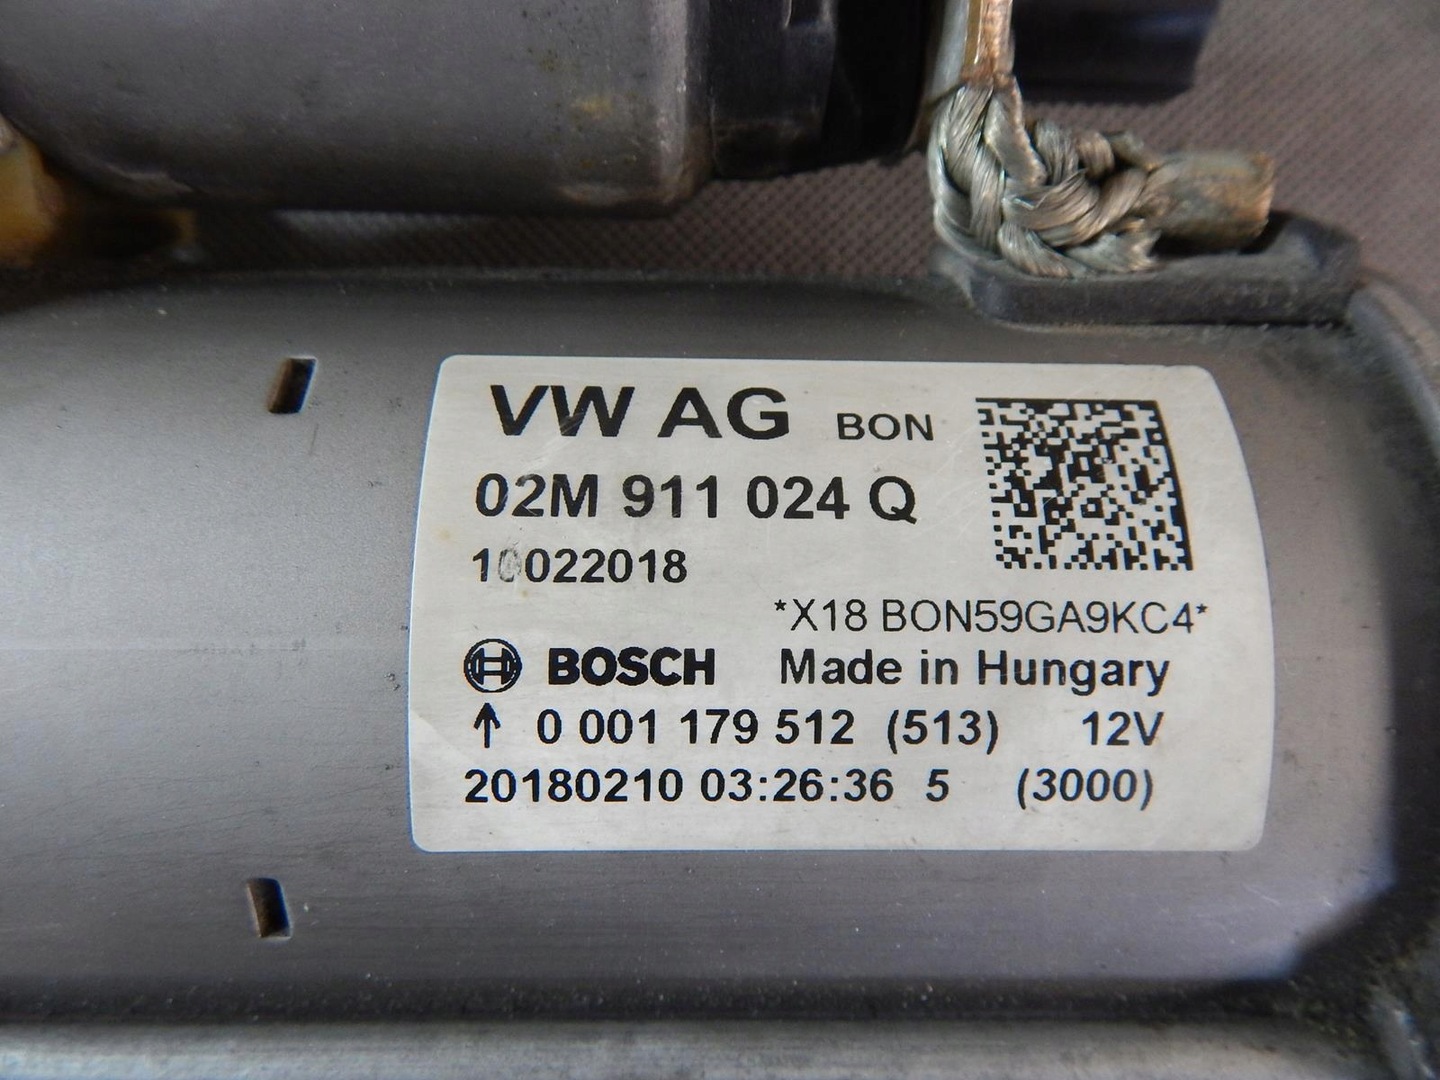 VW AG BON
02M 911 024 Q
10022018
*X18 BON59GA9KC4*
BOSCH Made in Hungary
↑ 0 001 179 512 (513) 12V
20180210 03:26:36 5 (3000)